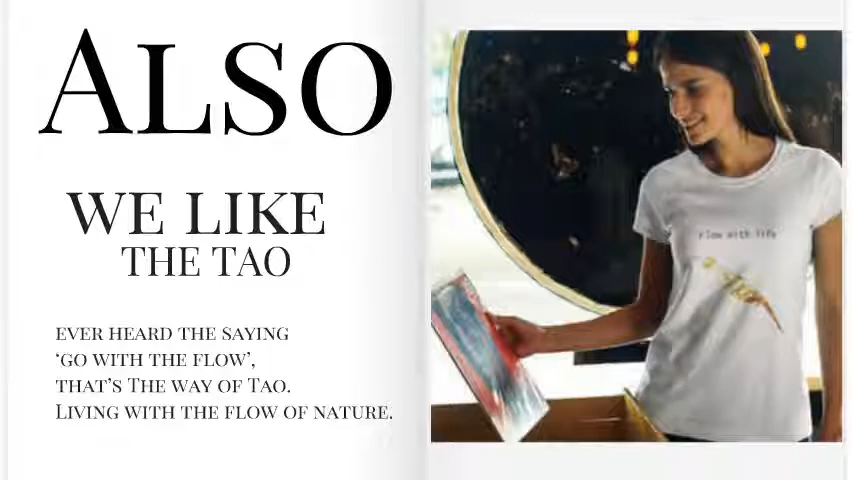 ALSO
WE LIKE
THE TAO
EVER HEARD THE SAYING
‘GO WITH THE FLOW’,
THAT’S THE WAY OF TAO.
LIVING WITH THE FLOW OF NATURE.
Flow with life